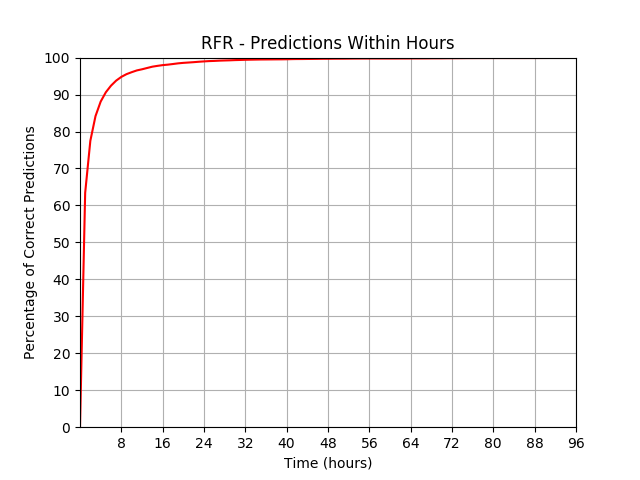 RFR - Predictions Within Hours
100
90
80
70
60
50
40
30
20
10
0
Percentage of Correct Predictions
8 16 24 32 40 48 56 64 72 80 88 96
Time (hours)